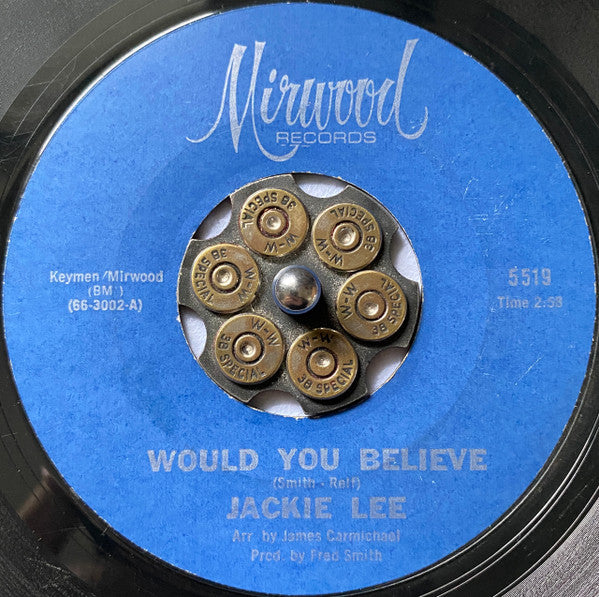 Mirwood
RECORDS
Keymen/Mirwood
(BMI)
(66-3002-A)
5519
Time 2:53
W-W
38 SPECIAL
W-W
38 SPECIAL
W-W
38 SPECIAL
W-W
38 SPECIAL
W-W
38 SPECIAL
W-W
38 SPECIAL
WOULD YOU BELIEVE
(Smith - Relf)
JACKIE LEE
Arr. by James Carmichael
Prod. by Fred Smith